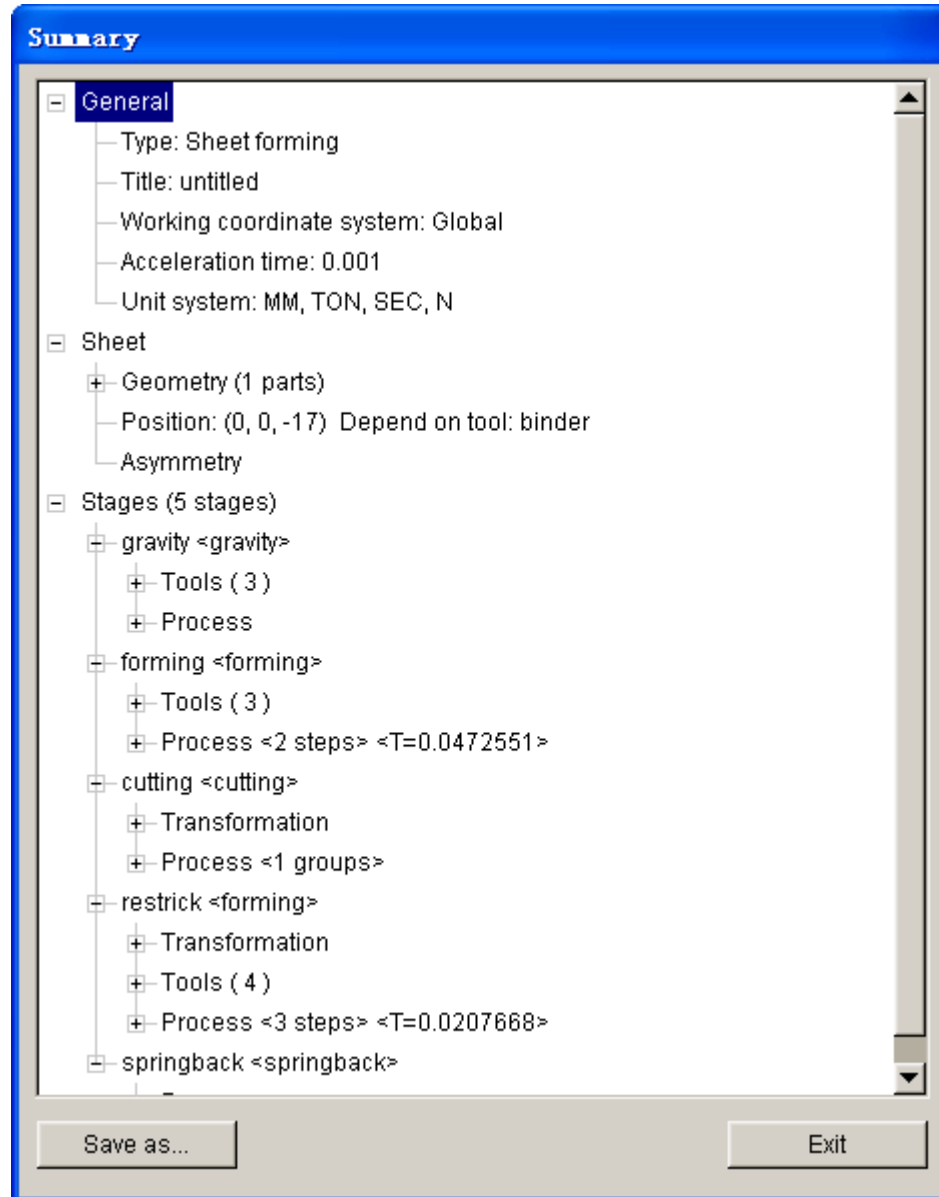 Summary
General
Type: Sheet forming
Title: untitled
Working coordinate system: Global
Acceleration time: 0.001
Unit system: MM, TON, SEC, N
Sheet
Geometry (1 parts)
Position: (0, 0, -17)  Depend on tool: binder
Asymmetry
Stages (5 stages)
gravity <gravity>
Tools ( 3 )
Process
forming <forming>
Tools ( 3 )
Process <2 steps> <T=0.0472551>
cutting <cutting>
Transformation
Process <1 groups>
restrick <forming>
Transformation
Tools ( 4 )
Process <3 steps> <T=0.0207668>
springback <springback>
Save as...
Exit